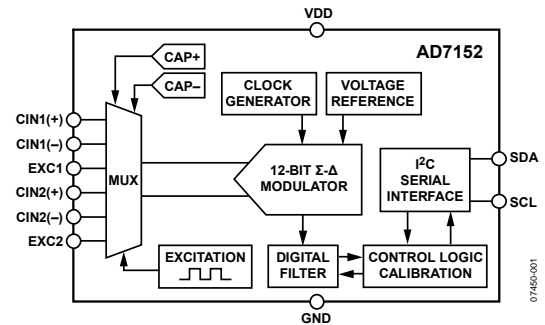 VDD
AD7152
CAP+
CAP–
CLOCK
GENERATOR
VOLTAGE
REFERENCE
CIN1(+)
CIN1(–)
EXC1
CIN2(+)
CIN2(–)
EXC2
MUX
12-BIT Σ-Δ
MODULATOR
I²C
SERIAL
INTERFACE
SDA
SCL
EXCITATION
DIGITAL
FILTER
CONTROL LOGIC
CALIBRATION
GND
07450-001